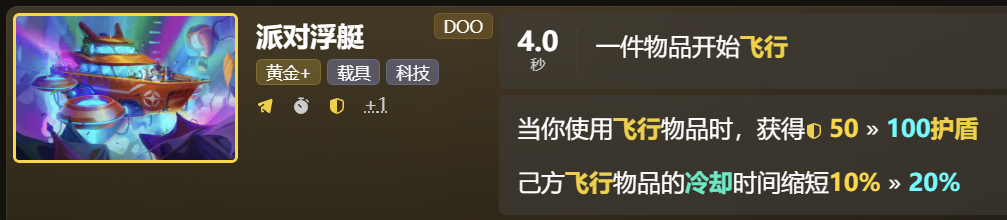 派对浮艇
DOO
黄金+ 载具 科技
+1
4.0
秒
一件物品开始飞行
当你使用飞行物品时，获得 50 » 100护盾
己方飞行物品的冷却时间缩短10% » 20%